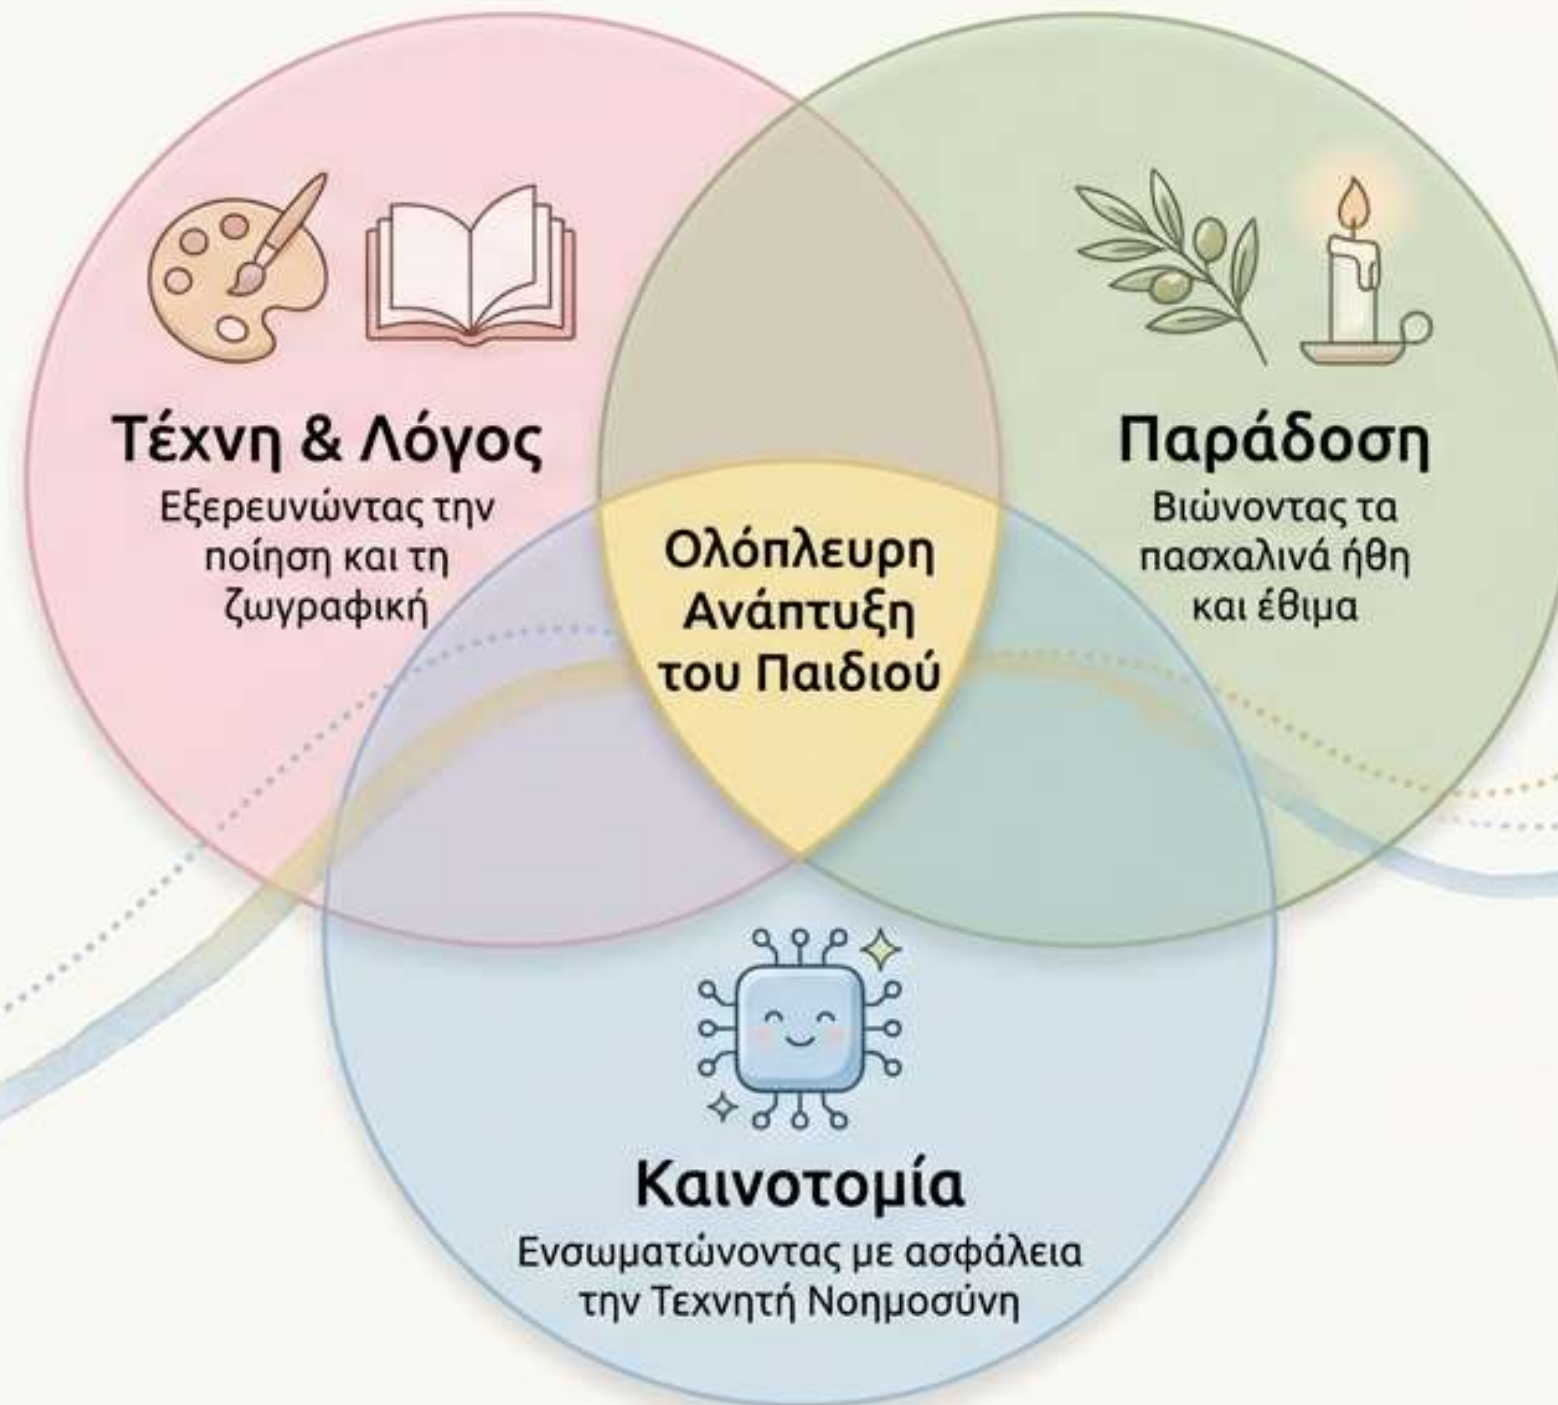 Τέχνη & Λόγος
Εξερευνώντας την
ποίηση και τη
ζωγραφική
Παράδοση
Βιώνοντας τα
πασχαλινά ήθη
και έθιμα
Ολόπλευρη
Ανάπτυξη
του Παιδιού
Καινοτομία
Ενσωματώνοντας με ασφάλεια
την Τεχνητή Νοημοσύνη